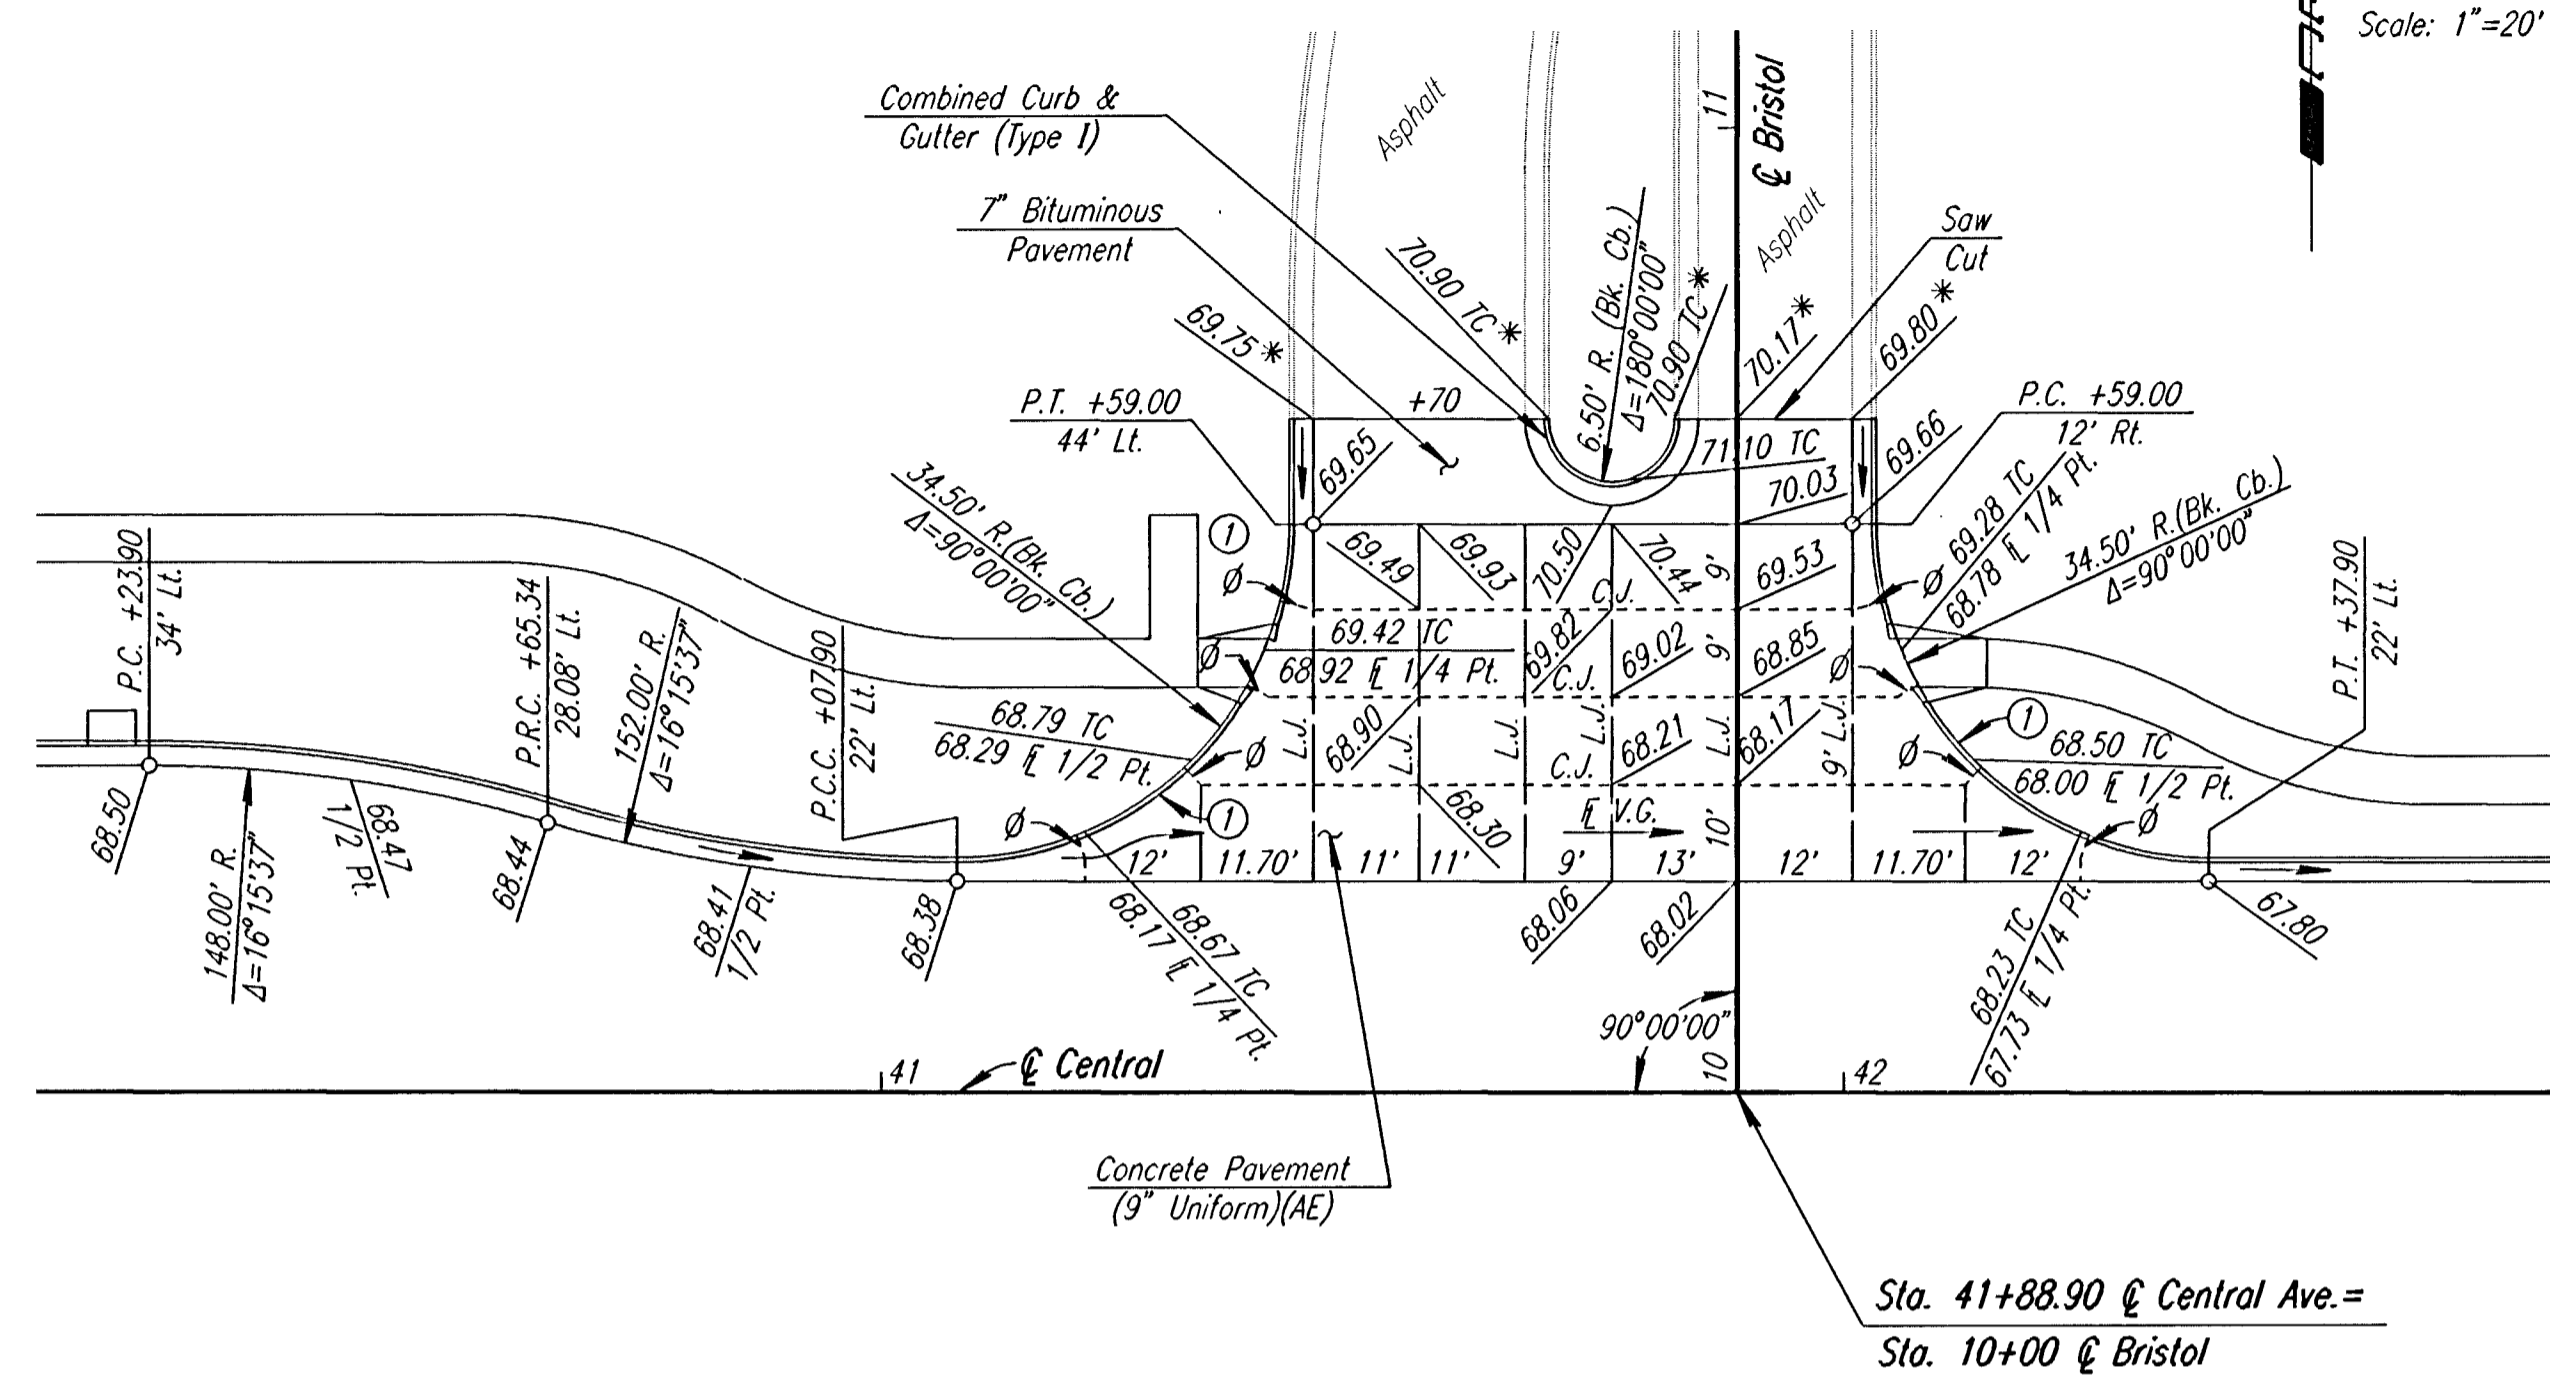 Scale: 1"=20'
Combined Curb &
Gutter (Type I)
7" Bituminous
Pavement
Asphalt
11
℄ Bristol
Asphalt
Saw
Cut
69.75 *
70.90 TC *
6.50' R. (Bk. Cb.)
Δ=180°00'00"
70.90 TC *
70.17 *
69.80 *
P.T. +59.00
44' Lt.
+70
P.C. +59.00
12' Rt.
69.65
71.10 TC
70.03
69.66
34.50' R.(Bk. Cb.)
Δ=90°00'00"
1
Ø
69.49
69.93
70.50
C.J.
70.44
9'
69.53
Ø
69.28 TC
68.78 FL 1/4 Pt.
34.50' R.(Bk. Cb.)
Δ=90°00'00"
P.T. +37.90
22' Lt.
P.C. +23.90
34' Lt.
P.R.C. +65.34
28.08' Lt.
152.00' R.
Δ=16°15'37"
P.C.C. +07.90
22' Lt.
Ø
69.42 TC
68.92 FL 1/4 Pt.
69.82
C.J.
69.02
9'
68.85
Ø
68.79 TC
68.29 FL 1/2 Pt.
Ø
L.J.
68.90
L.J.
L.J.
C.J.
L.J.
68.21
L.J.
68.17
9'
L.J.
Ø
1
68.50 TC
68.00 FL 1/2 Pt.
Ø
1
68.30
FL V.G.
10'
Ø
12'
11.70'
11'
11'
9'
13'
12'
11.70'
12'
68.50
148.00' R.
Δ=16°15'37"
68.47
1/2 Pt.
68.44
68.41
1/2 Pt.
68.38
68.67 TC
68.17 FL 1/4 Pt.
68.06
68.02
68.23 TC
67.73 FL 1/4 Pt.
67.80
90°00'00"
41
℄ Central
10
42
Concrete Pavement
(9" Uniform)(AE)
Sta. 41+88.90 ℄ Central Ave.=
Sta. 10+00 ℄ Bristol